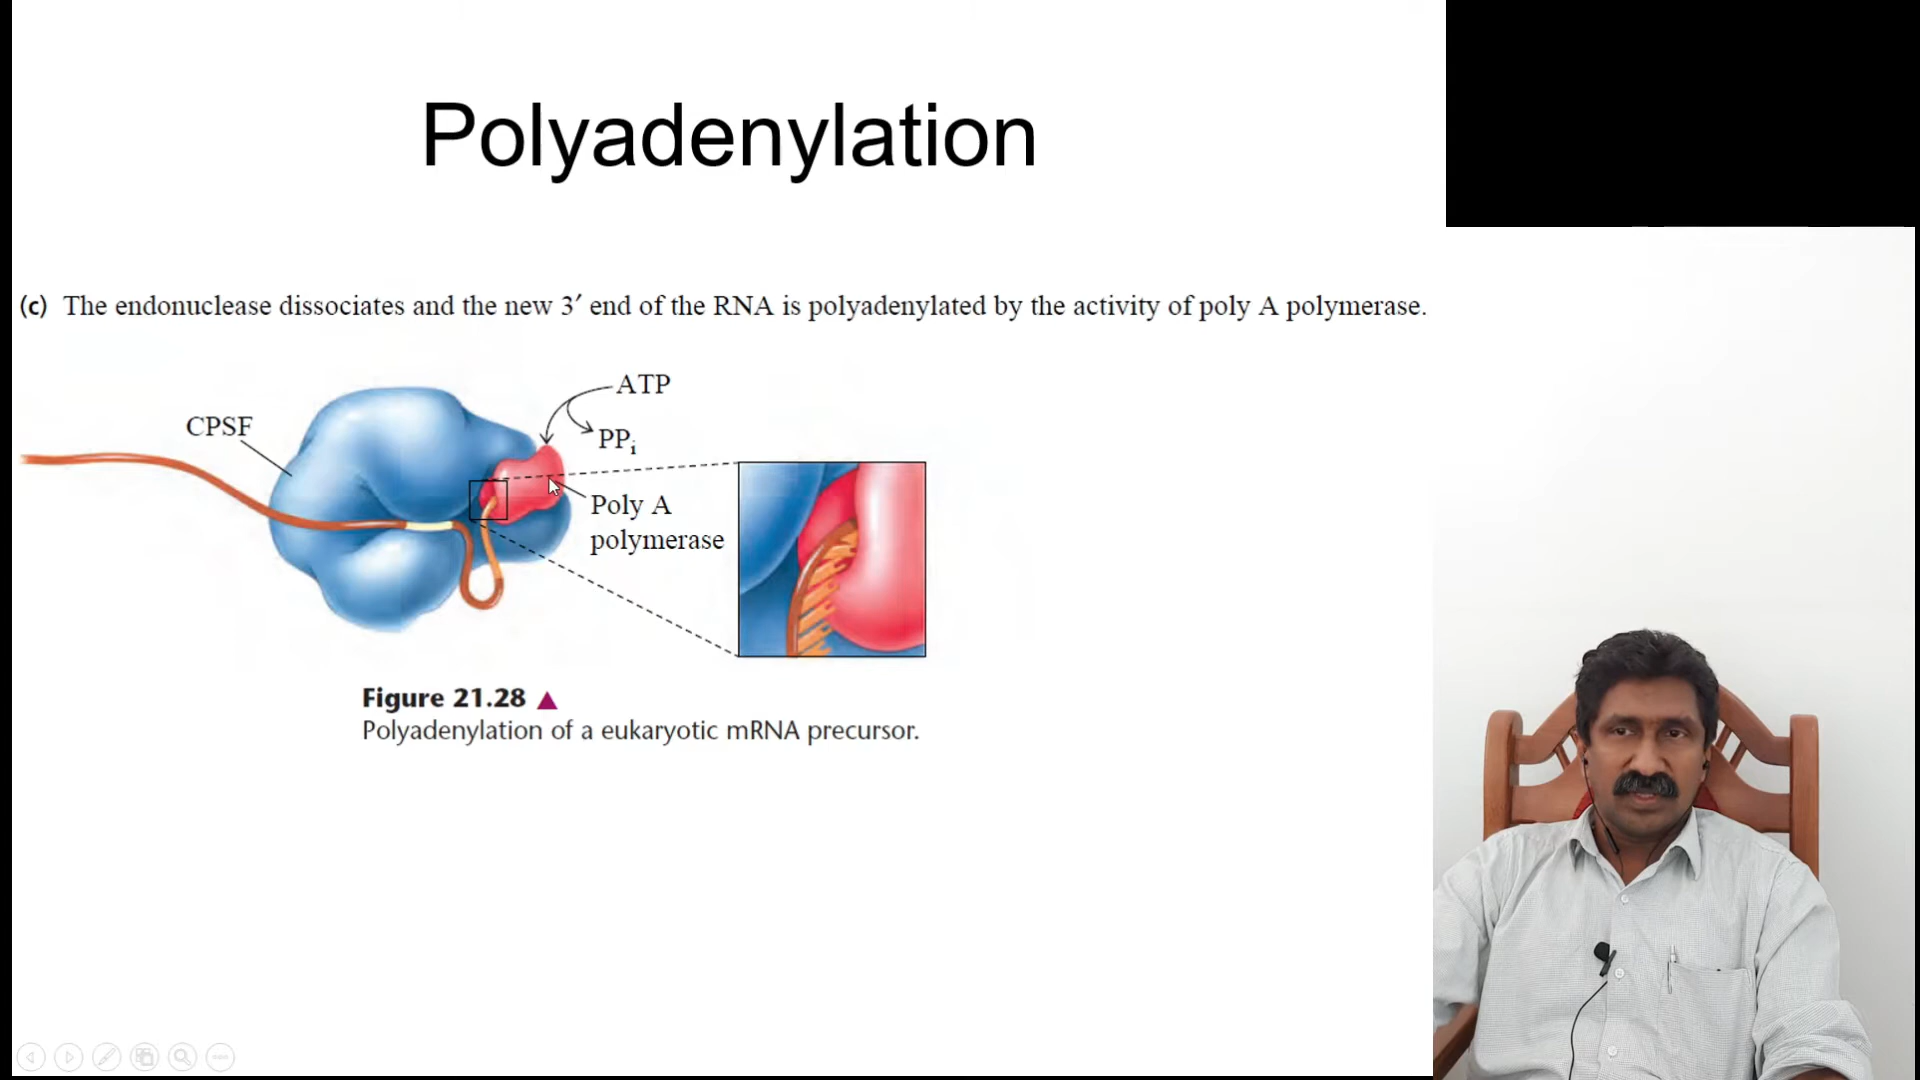 Polyadenylation
(c) The endonuclease dissociates and the new 3′ end of the RNA is polyadenylated by the activity of poly A polymerase.
ATP
CPSF
PPi
Poly A
polymerase
Figure 21.28 ▲
Polyadenylation of a eukaryotic mRNA precursor.